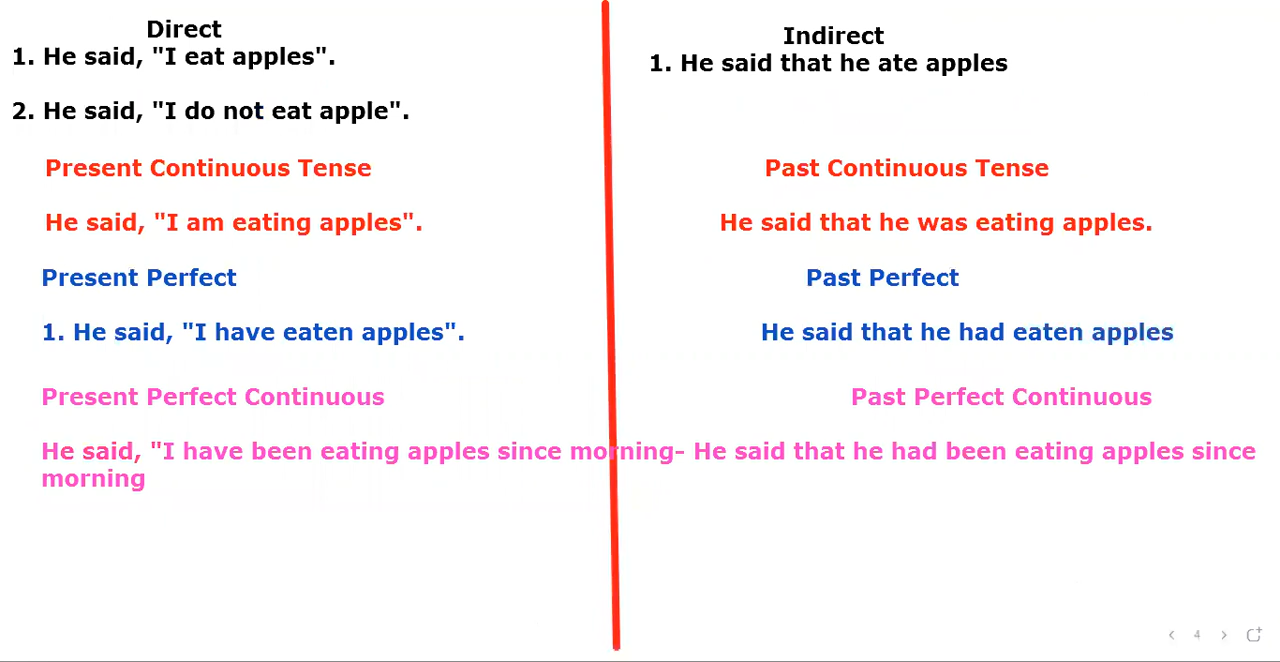 Direct
1. He said, "I eat apples".
2. He said, "I do not eat apple".
Indirect
1. He said that he ate apples
Present Continuous Tense
Past Continuous Tense
He said, "I am eating apples".
He said that he was eating apples.
Present Perfect
Past Perfect
1. He said, "I have eaten apples".
He said that he had eaten apples
Present Perfect Continuous
Past Perfect Continuous
He said, "I have been eating apples since morning- He said that he had been eating apples since
morning
4